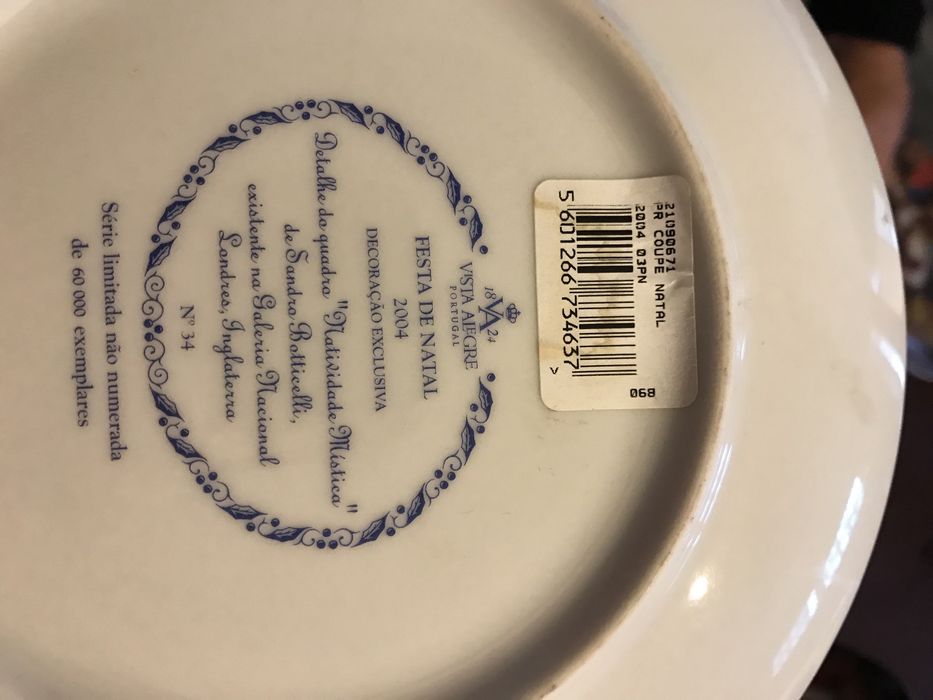 21090671
PR COUPE NATAL
2004 03PN
068
5 601266 734637 >
18 VA 24
VISTA ALEGRE
PORTUGAL
FESTA DE NATAL
2004
DECORAÇÃO EXCLUSIVA
Detalhe do quadro "Natividade Mística"
de Sandro Botticelli,
existente na Galeria Nacional
Londres, Inglaterra
Nº 34
Série limitada não numerada
de 60 000 exemplares